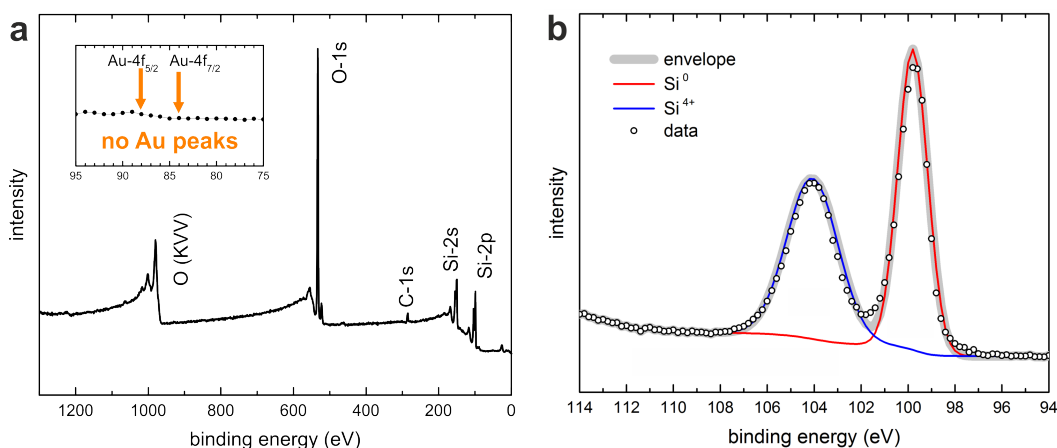 a
intensity
Au-4f5/2 Au-4f7/2
no Au peaks
95 90 85 80 75
O (KVV)
O-1s
C-1s
Si-2s
Si-2p
1200 1000 800 600 400 200 0
binding energy (eV)
b
intensity
envelope
Si 0
Si 4+
data
114 112 110 108 106 104 102 100 98 96 94
binding energy (eV)